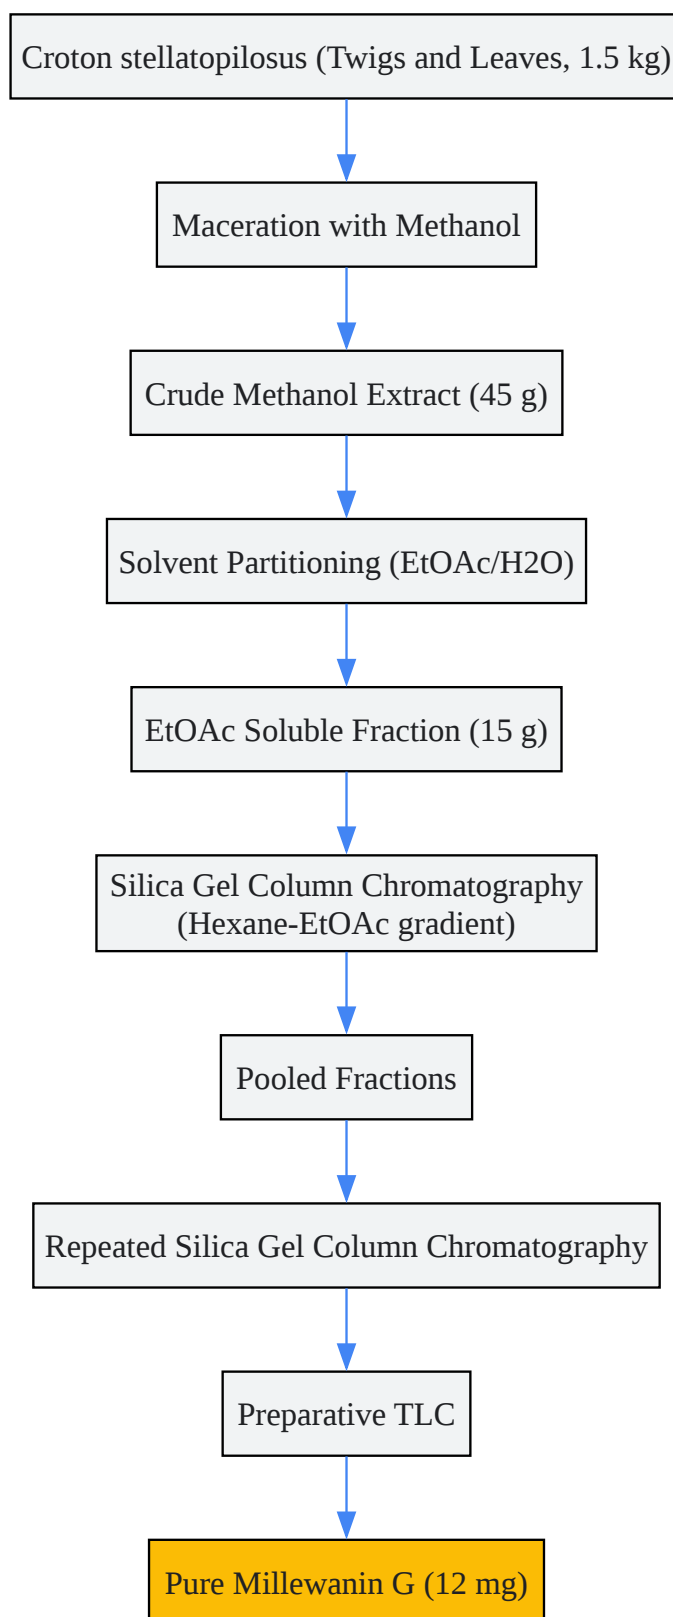 Croton stellatopilosus (Twigs and Leaves, 1.5 kg)
Maceration with Methanol
Crude Methanol Extract (45 g)
Solvent Partitioning (EtOAc/H2O)
EtOAc Soluble Fraction (15 g)
Silica Gel Column Chromatography
(Hexane-EtOAc gradient)
Pooled Fractions
Repeated Silica Gel Column Chromatography
Preparative TLC
Pure Millewanin G (12 mg)